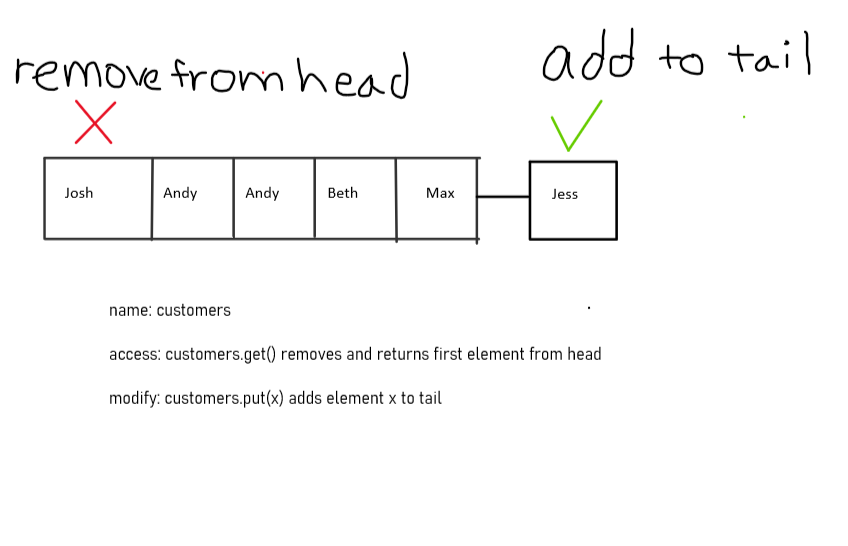 remove from head
add to tail
Josh Andy Andy Beth Max Jess
name: customers
access: customers.get() removes and returns first element from head
modify: customers.put(x) adds element x to tail